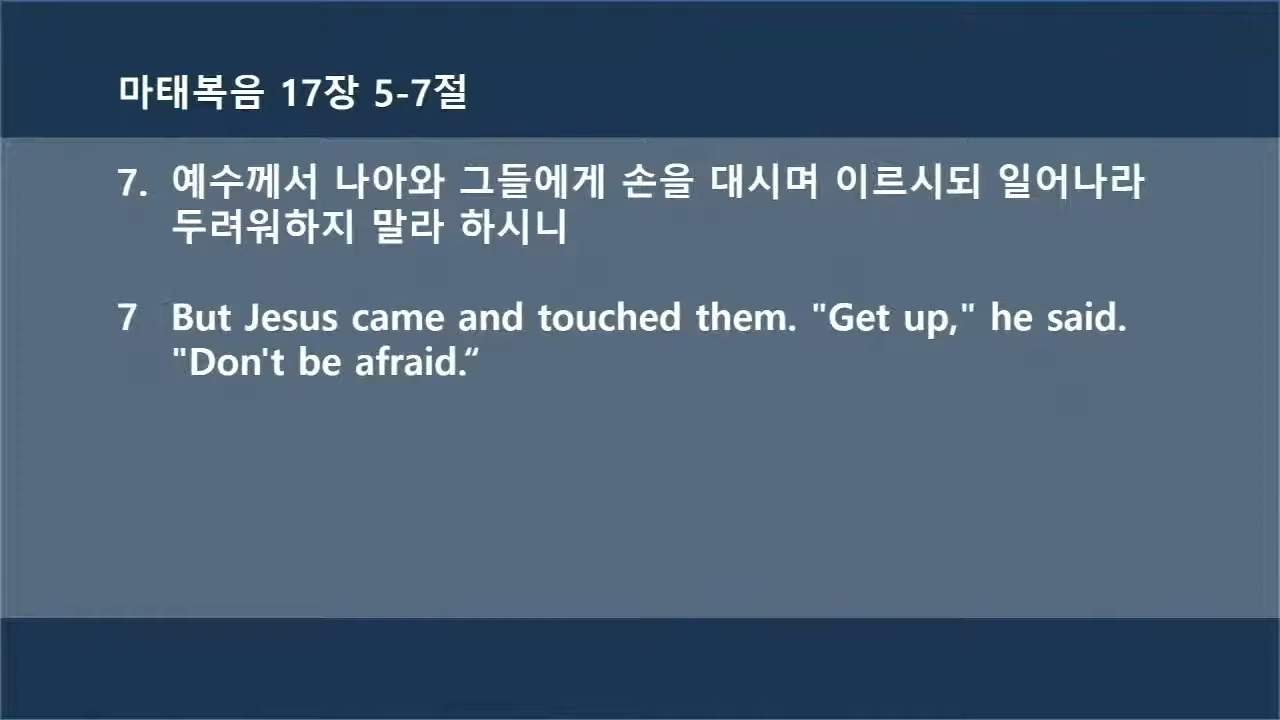 마태복음 17장 5-7절
7. 예수께서 나아와 그들에게 손을 대시며 이르시되 일어나라
두려워하지 말라 하시니
7 But Jesus came and touched them. "Get up," he said.
"Don't be afraid.“